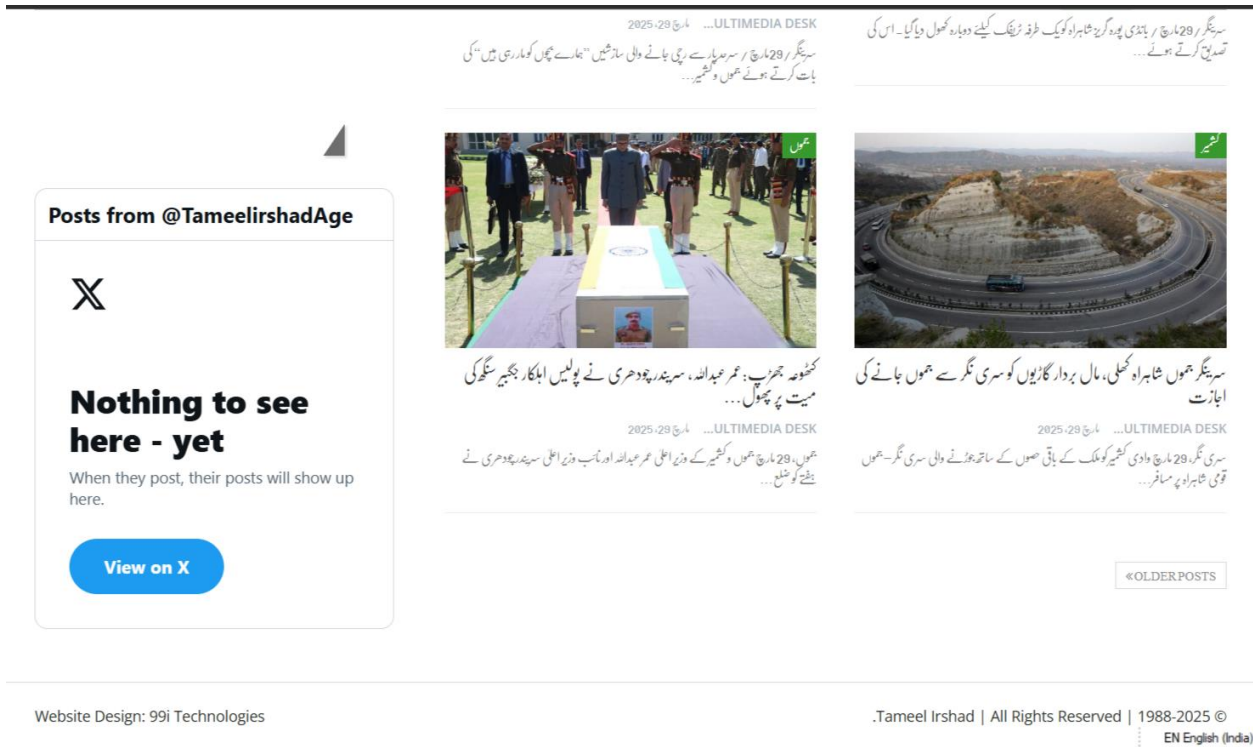 سرینگر / 29مارچ / بانڈی پورہ گریز شاہراہ کو یک طرفہ ٹریفک کیلئے دوبارہ کھول دیا گیا ۔ اس کی
تصدیق کرتے ہوئے ...
ULTIMEDIA DESK... مارچ 29، 2025
سرینگر / 29مارچ / سرحد پار سے رچی جانے والی سازشیں ”ہمارے بچوں کو مار رہی ہیں“ کی
بات کرتے ہوئے جموں و کشمیر...
کشمیر
سرینگر جموں شاہراہ کھلی، مال بردار گاڑیوں کو سری نگر سے جموں جانے کی
اجازت
ULTIMEDIA DESK... مارچ 29، 2025
سری نگر، 29 مارچ وادی کشمیر کو ملک کے باقی حصوں کے ساتھ جوڑنے والی سری نگر – جموں
قومی شاہراہ پر مسافر...
جموں
کٹھوعہ جھڑپ: عمر عبداللہ، سریندر چودھری نے پولیس اہلکار جگبیر سنگھ کی
میت پر پھول...
ULTIMEDIA DESK... مارچ 29، 2025
جموں، 29 مارچ جموں و کشمیر کے وزیر اعلیٰ عمر عبداللہ اور نائب وزیر اعلیٰ سریندر چودھری نے
ہفتے کو ضلع...
«OLDER POSTS
Posts from @TameelirshadAge
Nothing to see
here - yet
When they post, their posts will show up
here.
View on X
Website Design: 99i Technologies
.Tameel Irshad | All Rights Reserved | 1988-2025 ©
EN English (India)